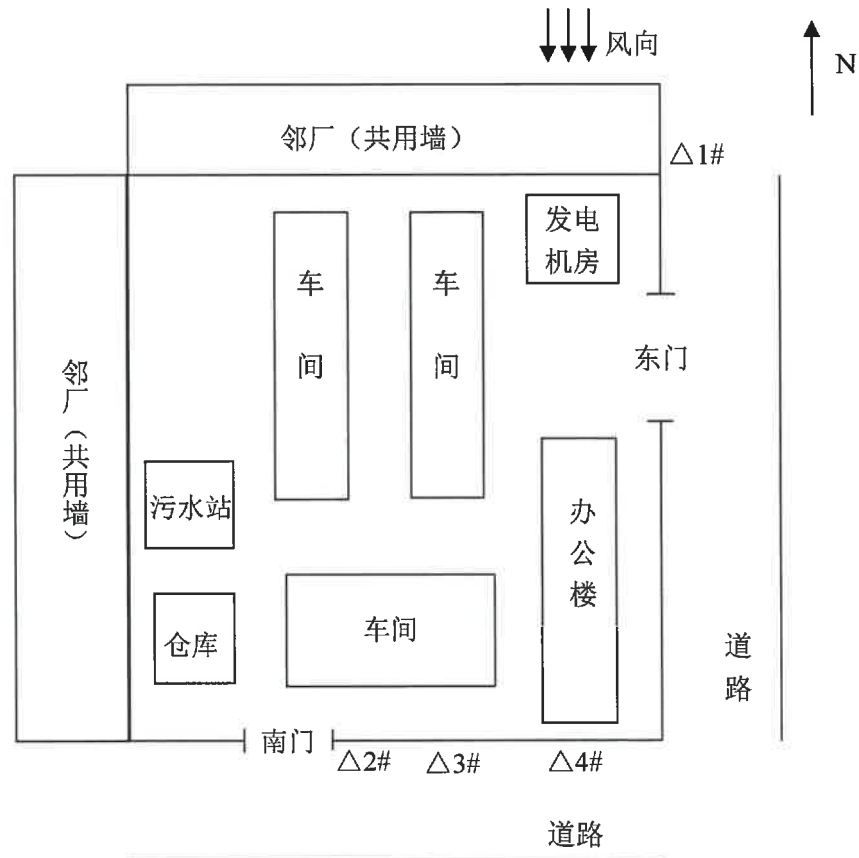 风向
N
邻厂（共用墙）
△1#
发电
机房
车间
车间
东门
邻厂（共用墙）
污水站
办公楼
仓库
车间
道路
南门
△2#
△3#
△4#
道路